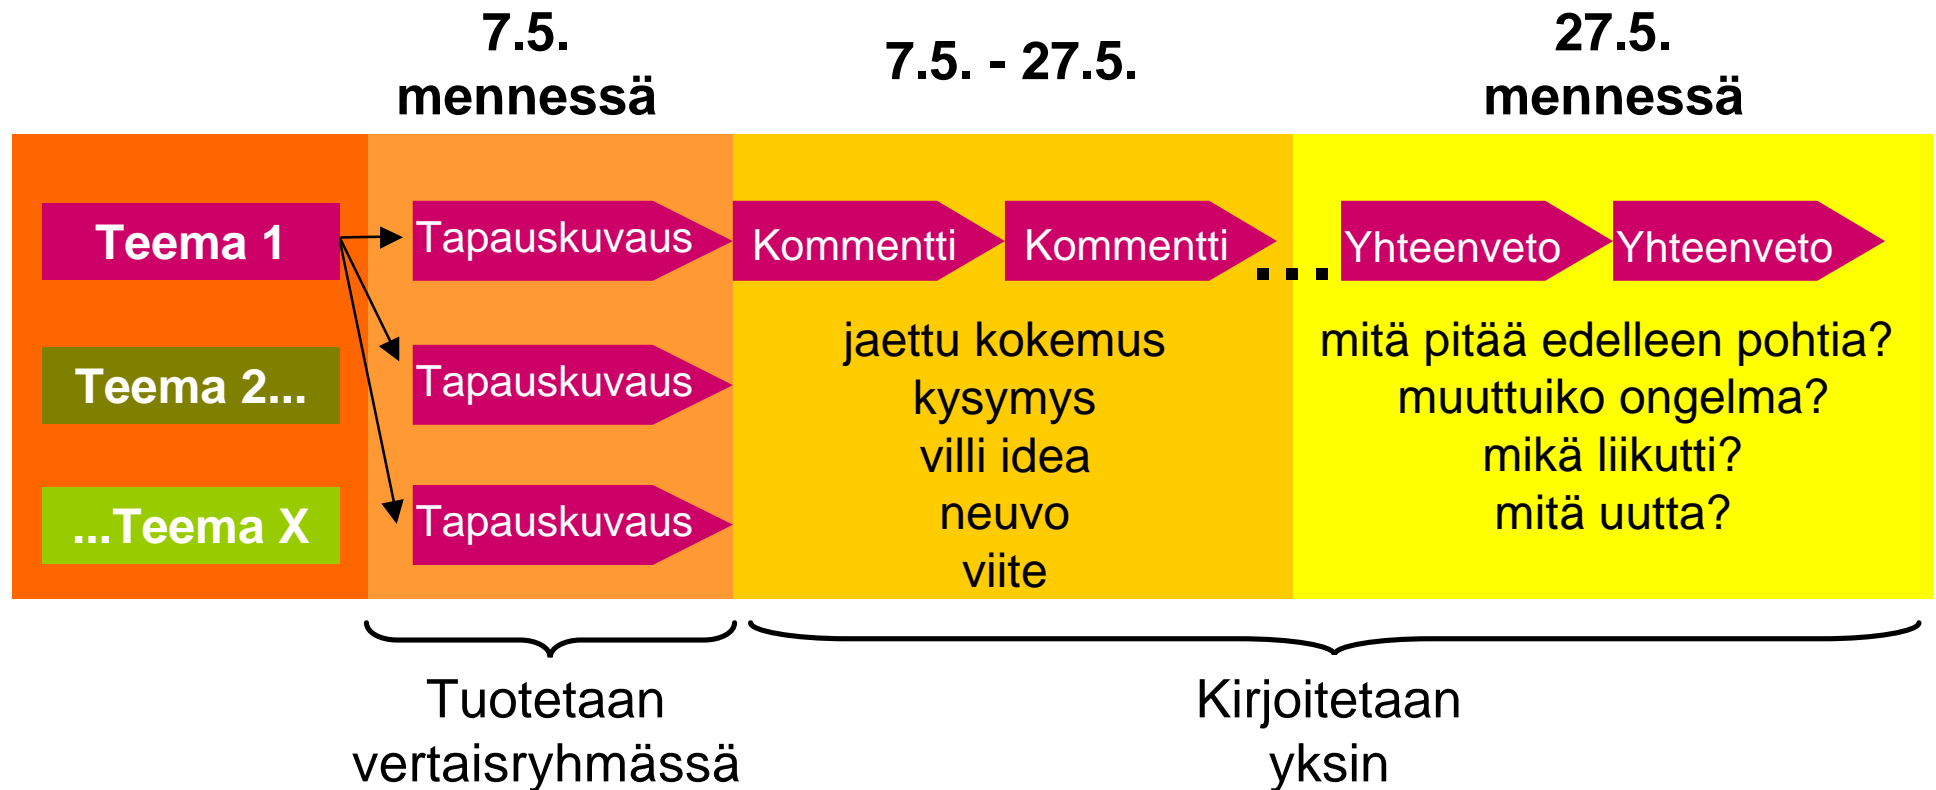 7.5.
mennessä
7.5. - 27.5.
27.5.
mennessä
Teema 1
Tapauskuvaus
Kommentti
Kommentti
...
Yhteenveto
Yhteenveto
Teema 2...
Tapauskuvaus
...Teema X
Tapauskuvaus
jaettu kokemus
kysymys
villi idea
neuvo
viite
mitä pitää edelleen pohtia?
muuttuiko ongelma?
mikä liikutti?
mitä uutta?
Tuotetaan
vertaisryhmässä
Kirjoitetaan
yksin